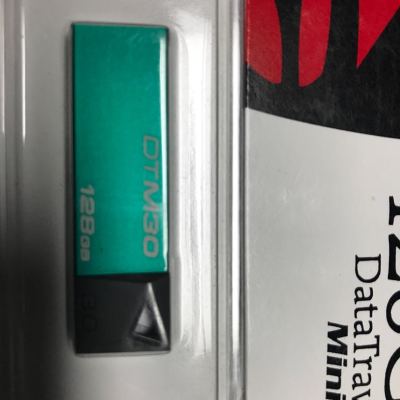 DTM30
128GB
DataTrav
Mini